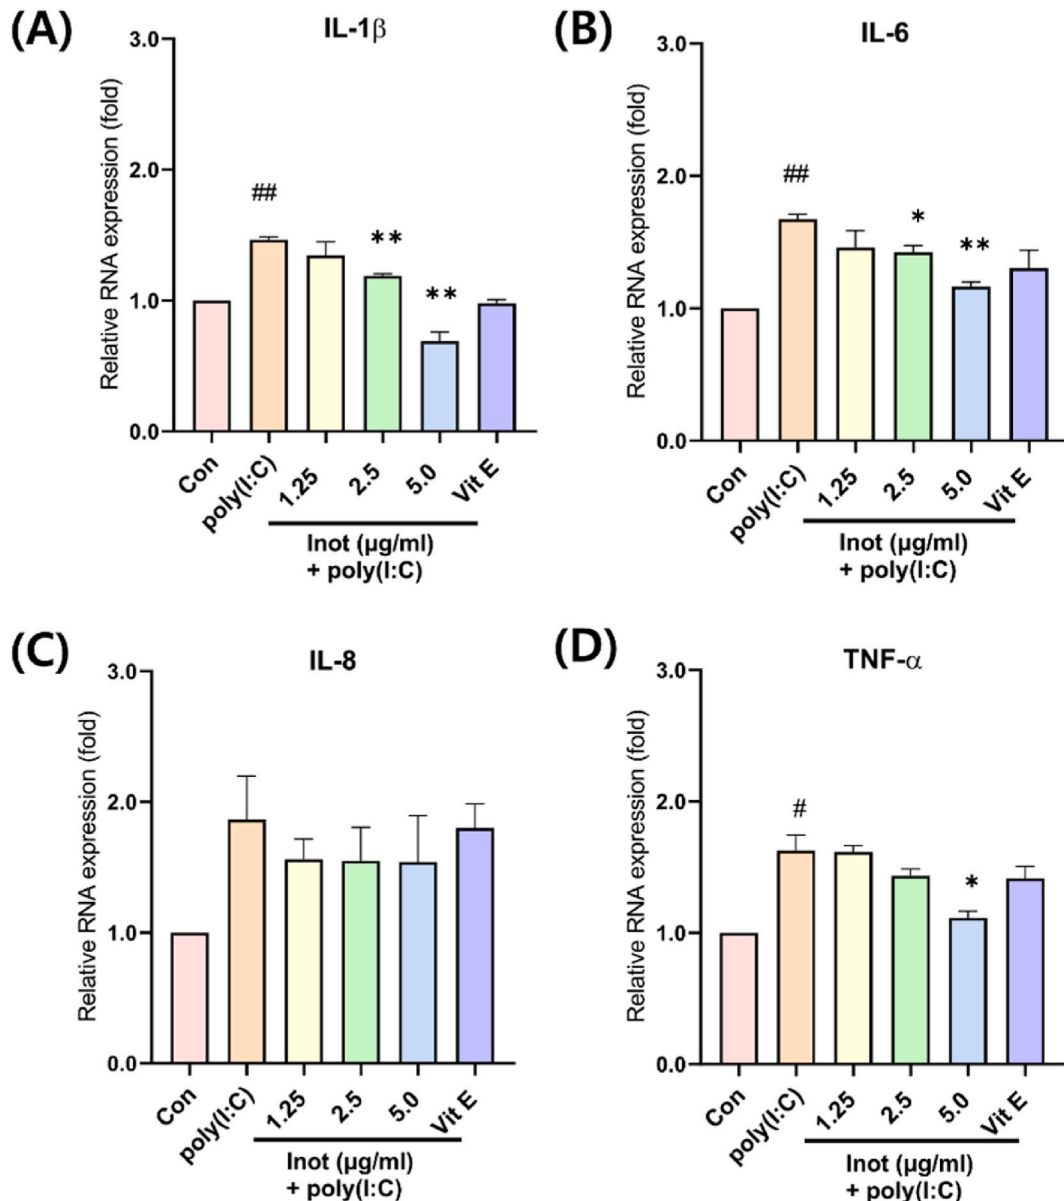 (A)
IL-1β
Relative RNA expression (fold)
3.0
2.0
1.0
0.0
##
**
**
Con
poly(I:C)
1.25
2.5
5.0
Vit E
Inot (µg/ml)
+ poly(I:C)
(B)
IL-6
Relative RNA expression (fold)
3.0
2.0
1.0
0.0
##
*
**
Con
poly(I:C)
1.25
2.5
5.0
Vit E
Inot (µg/ml)
+ poly(I:C)
(C)
IL-8
Relative RNA expression (fold)
3.0
2.0
1.0
0.0
Con
poly(I:C)
1.25
2.5
5.0
Vit E
Inot (µg/ml)
+ poly(I:C)
(D)
TNF-α
Relative RNA expression (fold)
3.0
2.0
1.0
0.0
#
*
Con
poly(I:C)
1.25
2.5
5.0
Vit E
Inot (µg/ml)
+ poly(I:C)